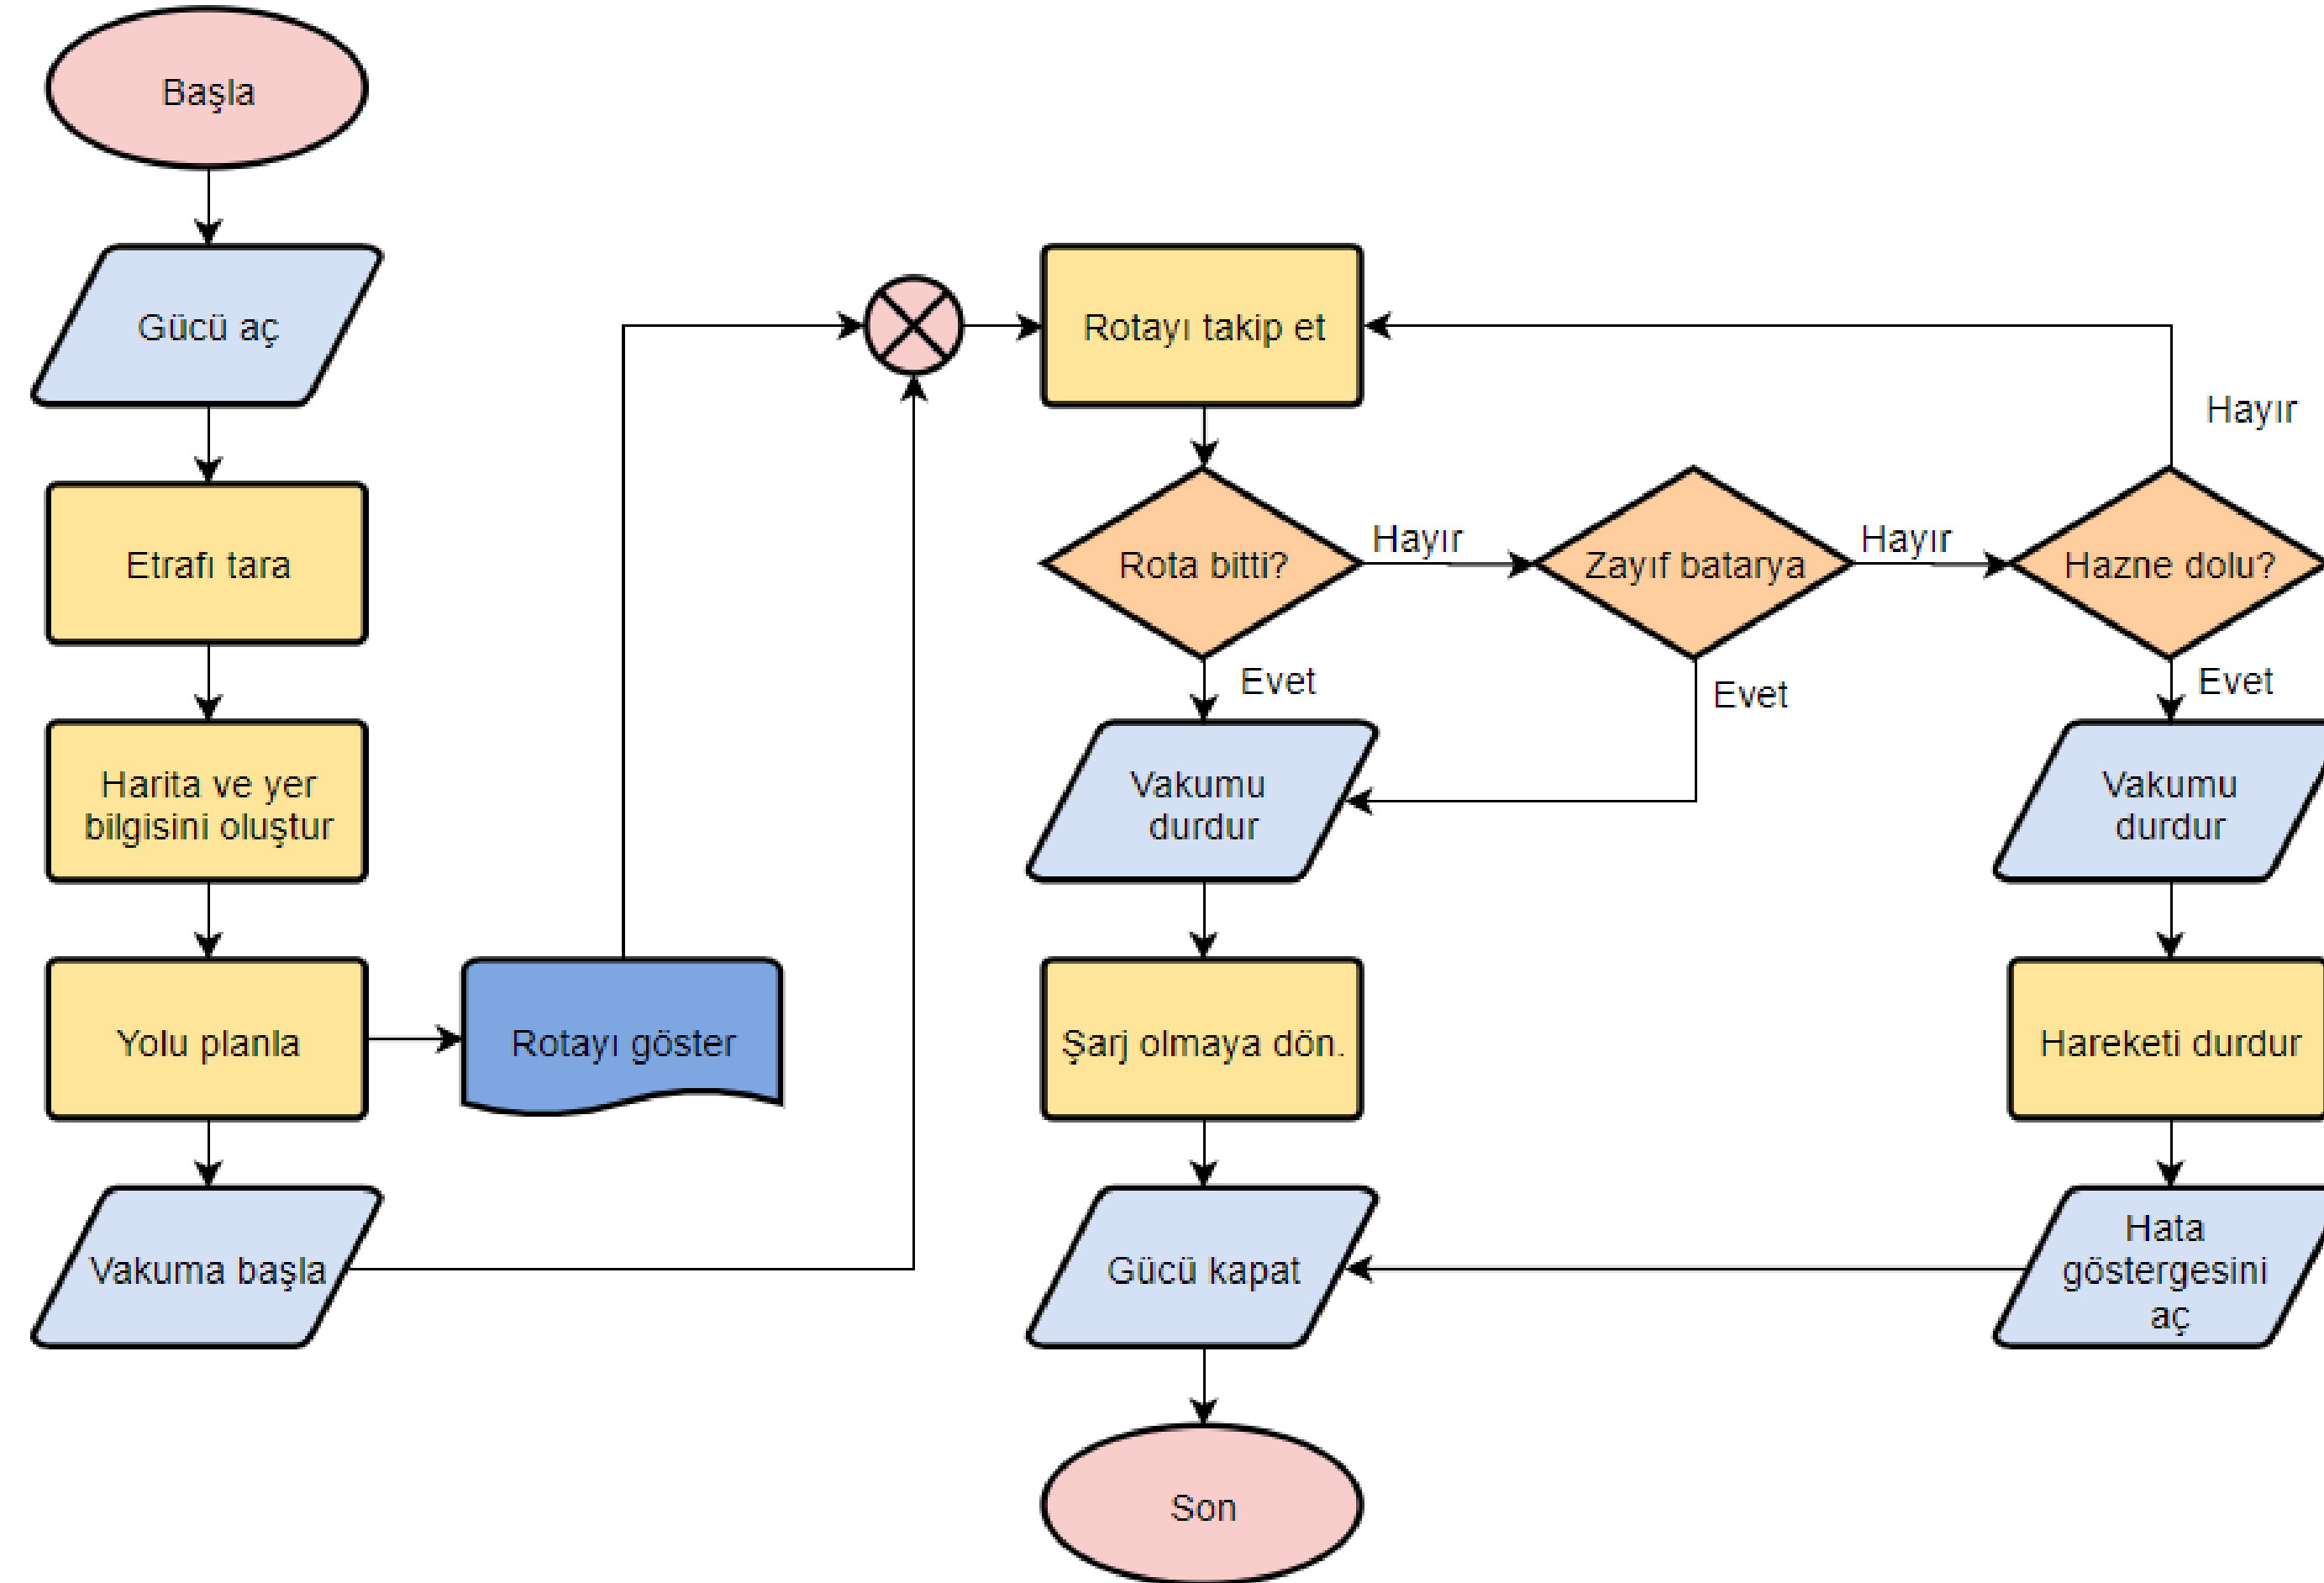 Başla
Gücü aç
Etrafı tara
Harita ve yer
bilgisini oluştur
Yolu planla
Rotayı göster
Vakuma başla
Rotayı takip et
Rota bitti?
Hayır
Zayıf batarya
Hayır
Hazne dolu?
Hayır
Evet
Evet
Evet
Vakumu
durdur
Şarj olmaya dön.
Gücü kapat
Son
Vakumu
durdur
Hareketi durdur
Hata
göstergesini
aç